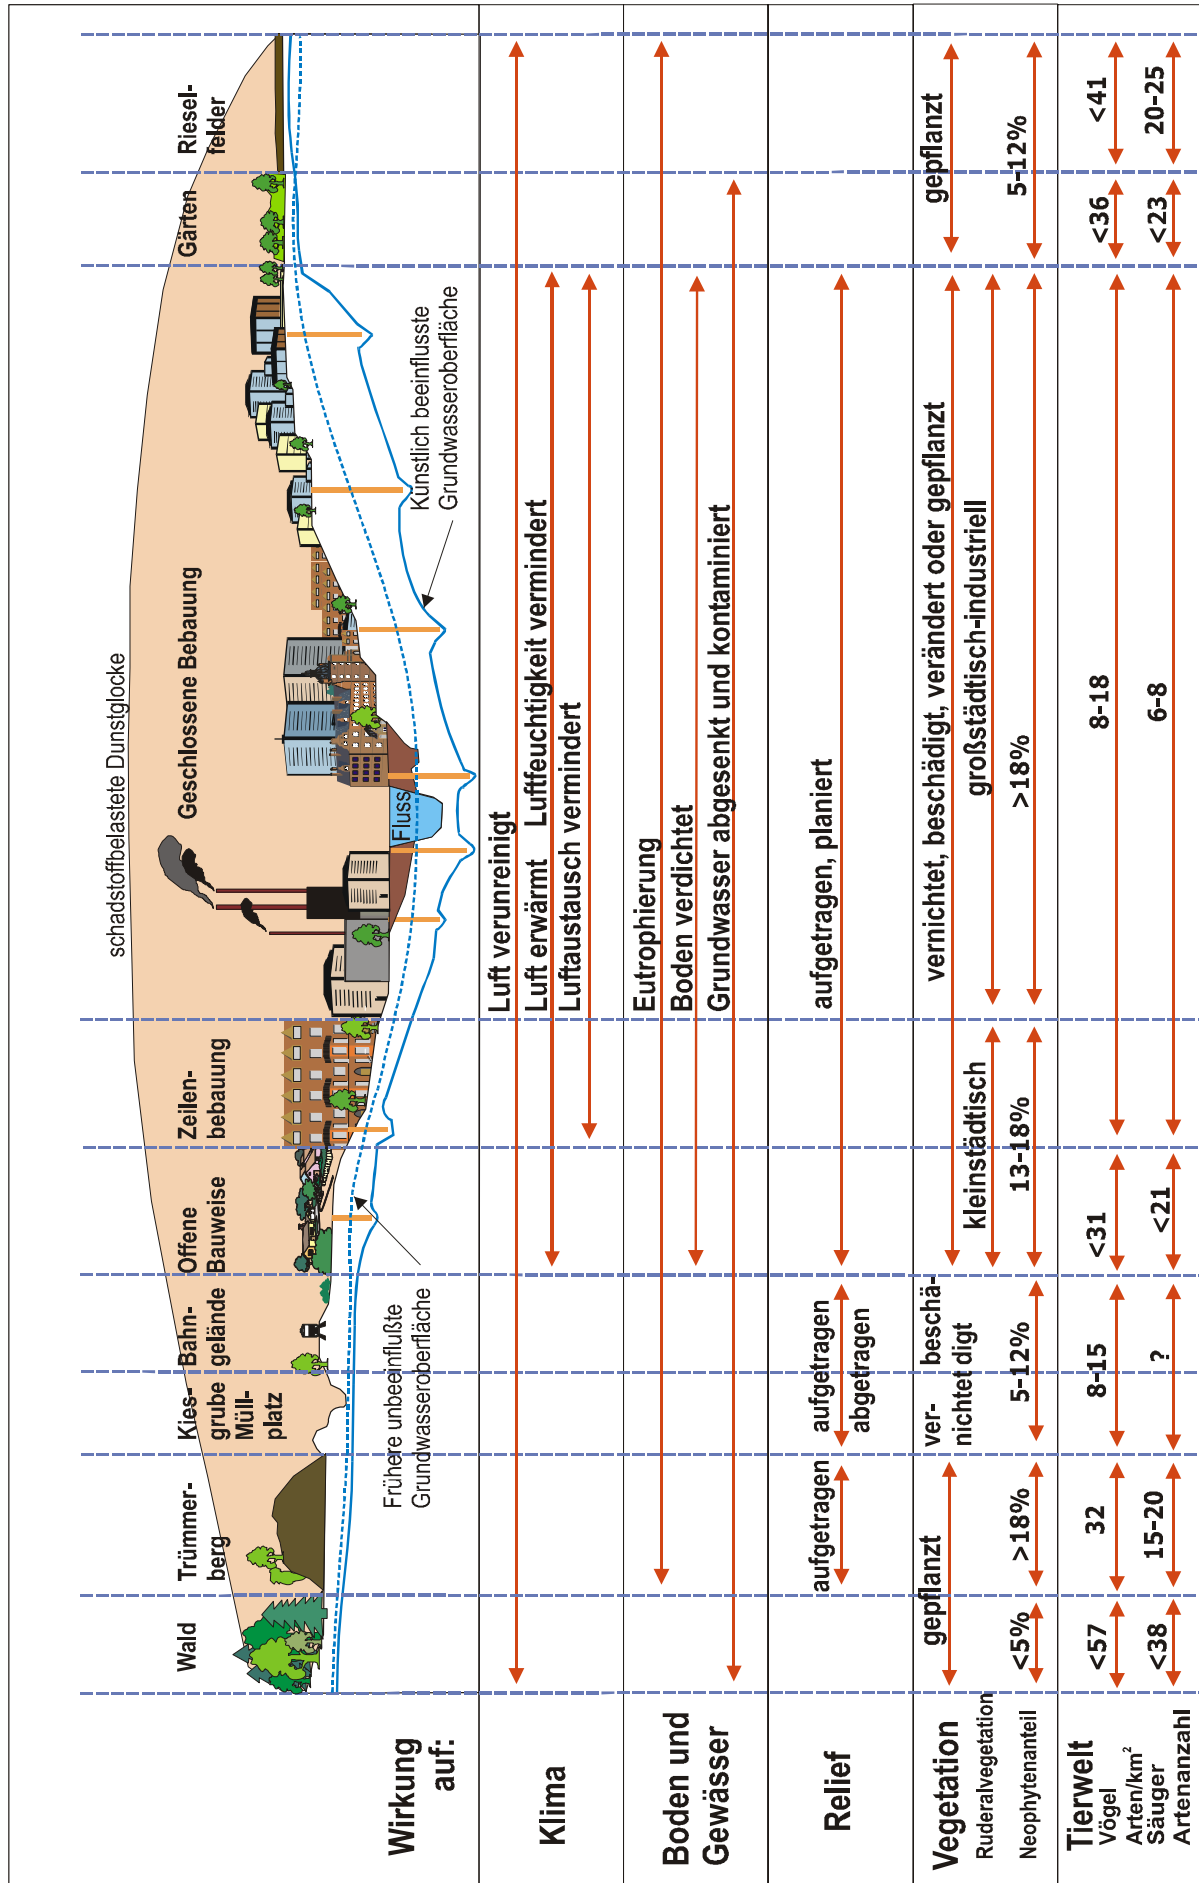 schadstoffbelastete Dunstglocke
Wald
Trümmer-
berg
Kies-
grube
Müll-
platz
Bahn-
gelände
Offene
Bauweise
Zeilen-
bebauung
Geschlossene Bebauung
Gärten
Riesel-
felder
Fluss
Frühere unbeeinflußte
Grundwasseroberfläche
Künstlich beeinflusste
Grundwasseroberfläche
Wirkung
auf:
Klima
Luft verunreinigt
Luft erwärmt Luftfeuchtigkeit vermindert
Luftaustausch vermindert
Boden und
Gewässer
Eutrophierung
Boden verdichtet
Grundwasser abgesenkt und kontaminiert
Relief
aufgetragen
aufgetragen
abgetragen
aufgetragen, planiert
Vegetation
gepflanzt
ver-
nichtet
beschä-
digt
vernichtet, beschädigt, verändert oder gepflanzt
gepflanzt
Ruderalvegetation
kleinstädtisch
großstädtisch-industriell
Neophytenanteil
<5%
>18%
5-12%
13-18%
>18%
5-12%
Tierwelt
Vögel
Arten/km²
<57
32
8-15
<31
8-18
<36
<41
Säuger
Artenanzahl
<38
15-20
?
<21
6-8
<23
20-25